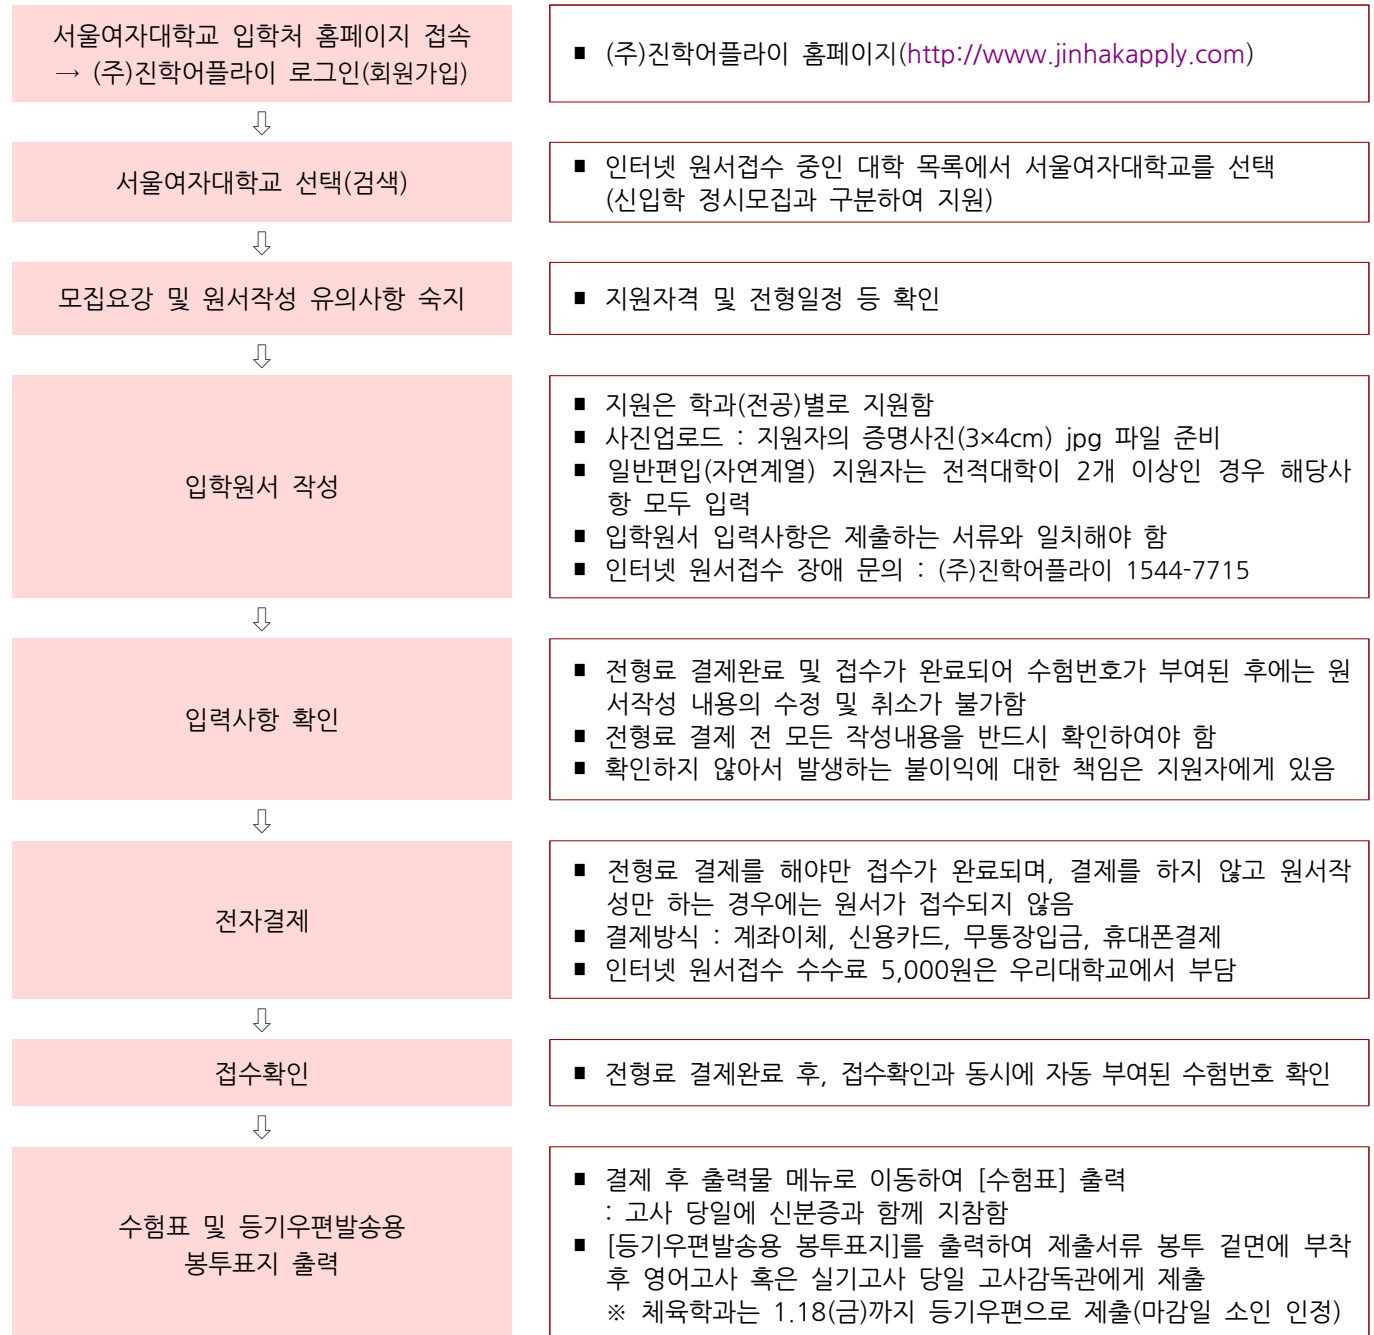 서울여자대학교 입학처 홈페이지 접속
→ (주)진학어플라이 로그인(회원가입)
■ (주)진학어플라이 홈페이지(http://www.jinhakapply.com)
⇩
서울여자대학교 선택(검색)
■ 인터넷 원서접수 중인 대학 목록에서 서울여자대학교를 선택
(신입학 정시모집과 구분하여 지원)
⇩
모집요강 및 원서작성 유의사항 숙지
■ 지원자격 및 전형일정 등 확인
⇩
입학원서 작성
■ 지원은 학과(전공)별로 지원함
■ 사진업로드 : 지원자의 증명사진(3×4cm) jpg 파일 준비
■ 일반편입(자연계열) 지원자는 전적대학이 2개 이상인 경우 해당사
항 모두 입력
■ 입학원서 입력사항은 제출하는 서류와 일치해야 함
■ 인터넷 원서접수 장애 문의 : (주)진학어플라이 1544-7715
⇩
입력사항 확인
■ 전형료 결제완료 및 접수가 완료되어 수험번호가 부여된 후에는 원
서작성 내용의 수정 및 취소가 불가함
■ 전형료 결제 전 모든 작성내용을 반드시 확인하여야 함
■ 확인하지 않아서 발생하는 불이익에 대한 책임은 지원자에게 있음
⇩
전자결제
■ 전형료 결제를 해야만 접수가 완료되며, 결제를 하지 않고 원서작
성만 하는 경우에는 원서가 접수되지 않음
■ 결제방식 : 계좌이체, 신용카드, 무통장입금, 휴대폰결제
■ 인터넷 원서접수 수수료 5,000원은 우리대학교에서 부담
⇩
접수확인
■ 전형료 결제완료 후, 접수확인과 동시에 자동 부여된 수험번호 확인
⇩
수험표 및 등기우편발송용
봉투표지 출력
■ 결제 후 출력물 메뉴로 이동하여 [수험표] 출력
: 고사 당일에 신분증과 함께 지참함
■ [등기우편발송용 봉투표지]를 출력하여 제출서류 봉투 겉면에 부착
후 영어고사 혹은 실기고사 당일 고사감독관에게 제출
※ 체육학과는 1.18(금)까지 등기우편으로 제출(마감일 소인 인정)